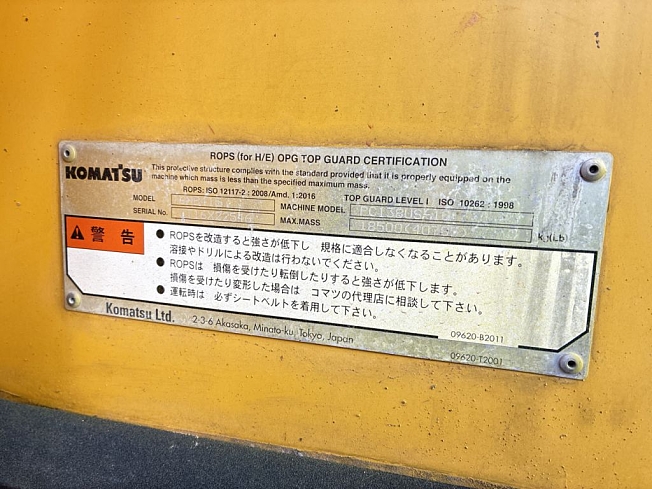 ROPS (for H/E) OPG TOP GUARD CERTIFICATION
KOMATSU
This protective structure complies with the standard provided that it is properly equipped on the
machine which mass is less than the specified maximum mass.
ROPS: ISO 12117-2 : 2008/Amd. 1:2016 TOP GUARD LEVEL I ISO 10262 : 1998
MODEL MACHINE MODEL
SERIAL No. MAX.MASS kg(Lb)
警告
● ROPSを改造すると強さが低下し 規格に適合しなくなることがあります。
溶接やドリルによる改造は行わないでください。
● ROPSは 損傷を受けたり転倒したりすると強さが低下します。
損傷を受けたり変形した場合は コマツの代理店に相談して下さい。
● 運転時は 必ずシートベルトを着用して下さい。
09620-B2011
Komatsu Ltd. 2-3-6 Akasaka, Minato-ku, Tokyo, Japan
09620-T2001